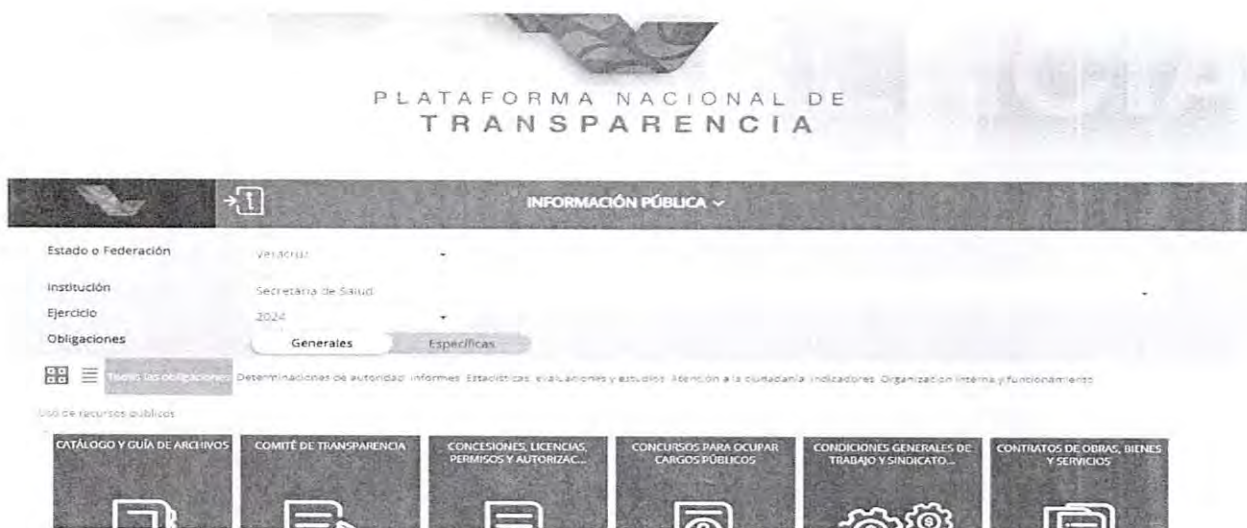 PLATAFORMA NACIONAL DE
TRANSPARENCIA
INFORMACIÓN PÚBLICA
Estado o Federación
Veracruz
Institución
Secretaría de Salud
Ejercicio
2024
Obligaciones
Generales
Específicas
Todas las obligaciones Determinaciones de autoridad Informes Estadísticas, evaluaciones y estudios Atención a la ciudadanía Indicadores Organización interna y funcionamiento
Uso de recursos públicos
CATÁLOGO Y GUÍA DE ARCHIVOS
COMITÉ DE TRANSPARENCIA
CONCESIONES, LICENCIAS,
PERMISOS Y AUTORIZAC...
CONCURSOS PARA OCUPAR
CARGOS PÚBLICOS
CONDICIONES GENERALES DE
TRABAJO Y SINDICATO...
CONTRATOS DE OBRAS, BIENES
Y SERVICIOS